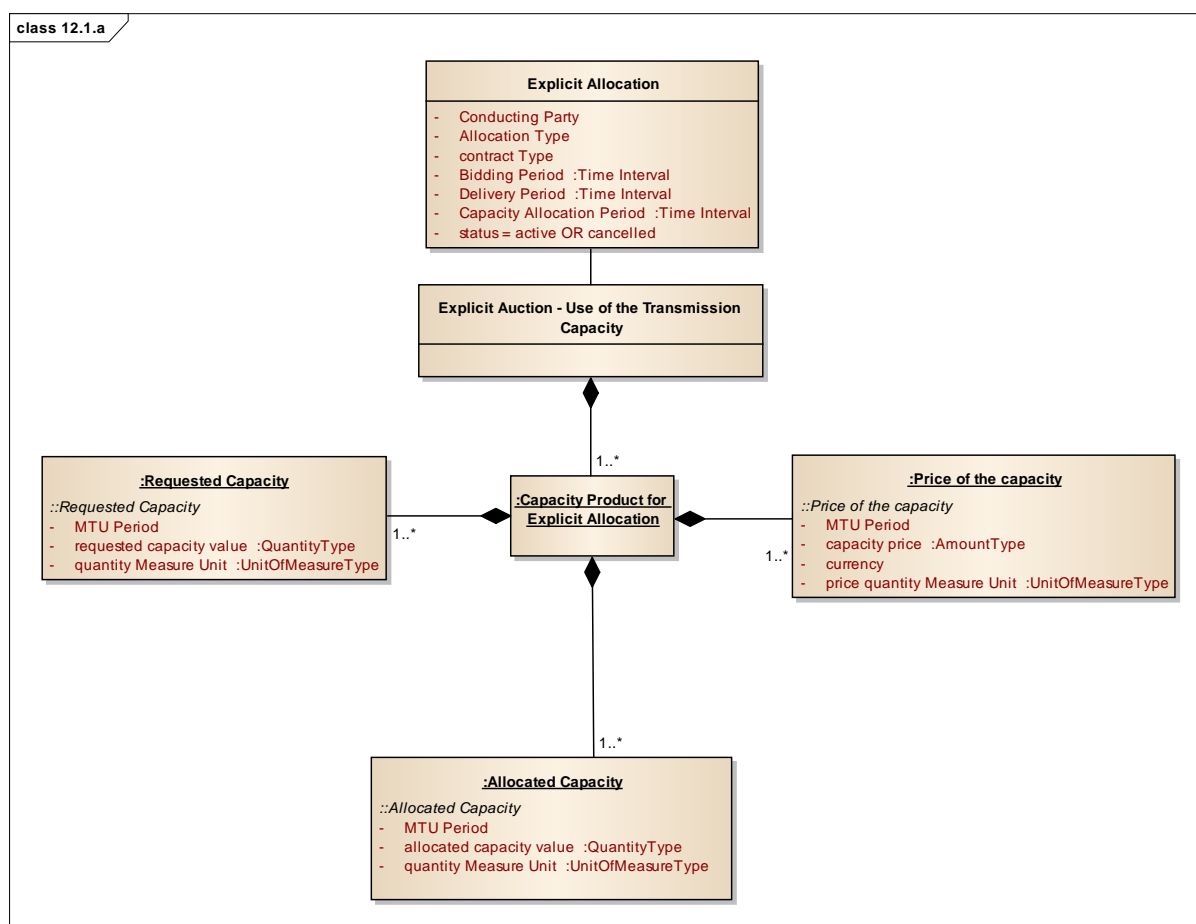 class 12.1.a
Explicit Allocation
- Conducting Party
- Allocation Type
- contract Type
- Bidding Period :Time Interval
- Delivery Period :Time Interval
- Capacity Allocation Period :Time Interval
- status = active OR cancelled
Explicit Auction - Use of the Transmission
Capacity
1..*
:Requested Capacity
::Requested Capacity
- MTU Period
- requested capacity value :QuantityType
- quantity Measure Unit :UnitOfMeasureType
1..*
:Capacity Product for
Explicit Allocation
:Price of the capacity
::Price of the capacity
- MTU Period
- capacity price :AmountType
- currency
- price quantity Measure Unit :UnitOfMeasureType
1..*
1..*
:Allocated Capacity
::Allocated Capacity
- MTU Period
- allocated capacity value :QuantityType
- quantity Measure Unit :UnitOfMeasureType